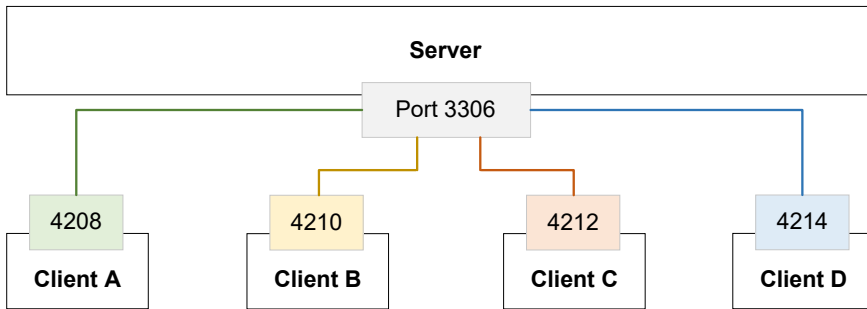 Server
Port 3306
4208
4210
4212
4214
Client A
Client B
Client C
Client D